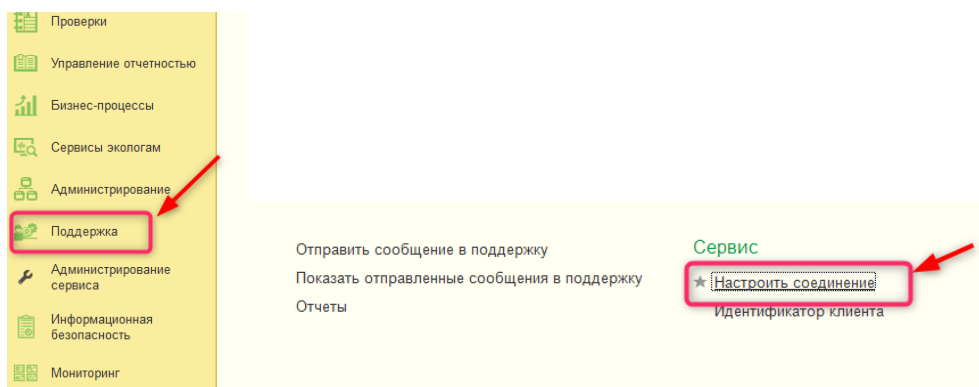 Проверки
Управление отчетностью
Бизнес-процессы
Сервисы экологам
Администрирование
Поддержка
Администрирование
сервиса
Информационная
безопасность
Мониторинг
Отправить сообщение в поддержку
Показать отправленные сообщения в поддержку
Отчеты
Сервис
Настроить соединение
Идентификатор клиента